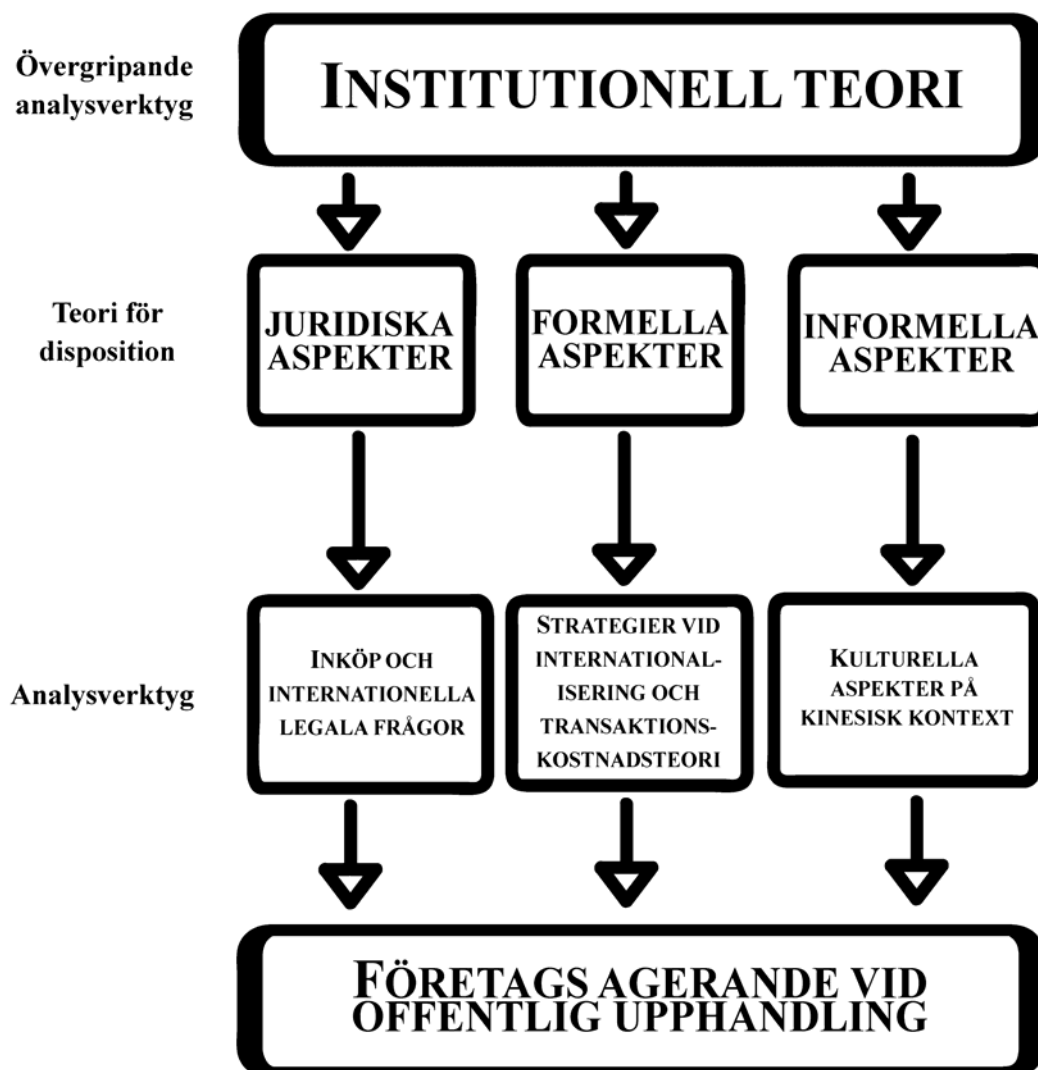 Övergripande
analysverktyg
INSTITUTIONELL TEORI
Teori för
disposition
JURIDISKA
ASPEKTER
FORMELLA
ASPEKTER
INFORMELLA
ASPEKTER
Analysverktyg
INKÖP OCH
INTERNATIONELLA
LEGALA FRÅGOR
STRATEGIER VID
INTERNATIONAL-
ISERING OCH
TRANSAKTIONS-
KOSTNADSTEORI
KULTURELLA
ASPEKTER PÅ
KINESISK KONTEXT
FÖRETAGS AGERANDE VID
OFFENTLIG UPPHANDLING